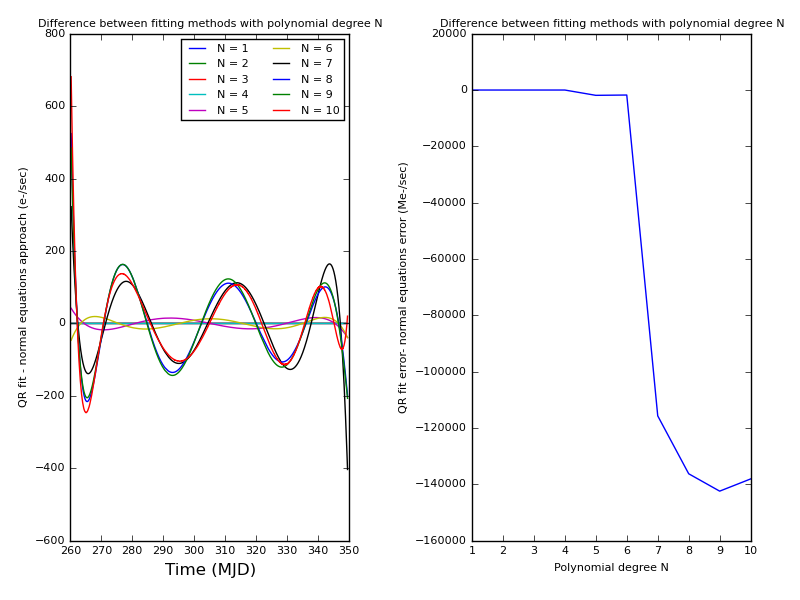 Difference between fitting methods with polynomial degree N
QR fit - normal equations approach (e-/sec)
800
600
400
200
0
−200
−400
−600
N = 1
N = 2
N = 3
N = 4
N = 5
N = 6
N = 7
N = 8
N = 9
N = 10
260 270 280 290 300 310 320 330 340 350
Time (MJD)
Difference between fitting methods with polynomial degree N
QR fit error- normal equations error (Me-/sec)
20000
0
−20000
−40000
−60000
−80000
−100000
−120000
−140000
−160000
1 2 3 4 5 6 7 8 9 10
Polynomial degree N